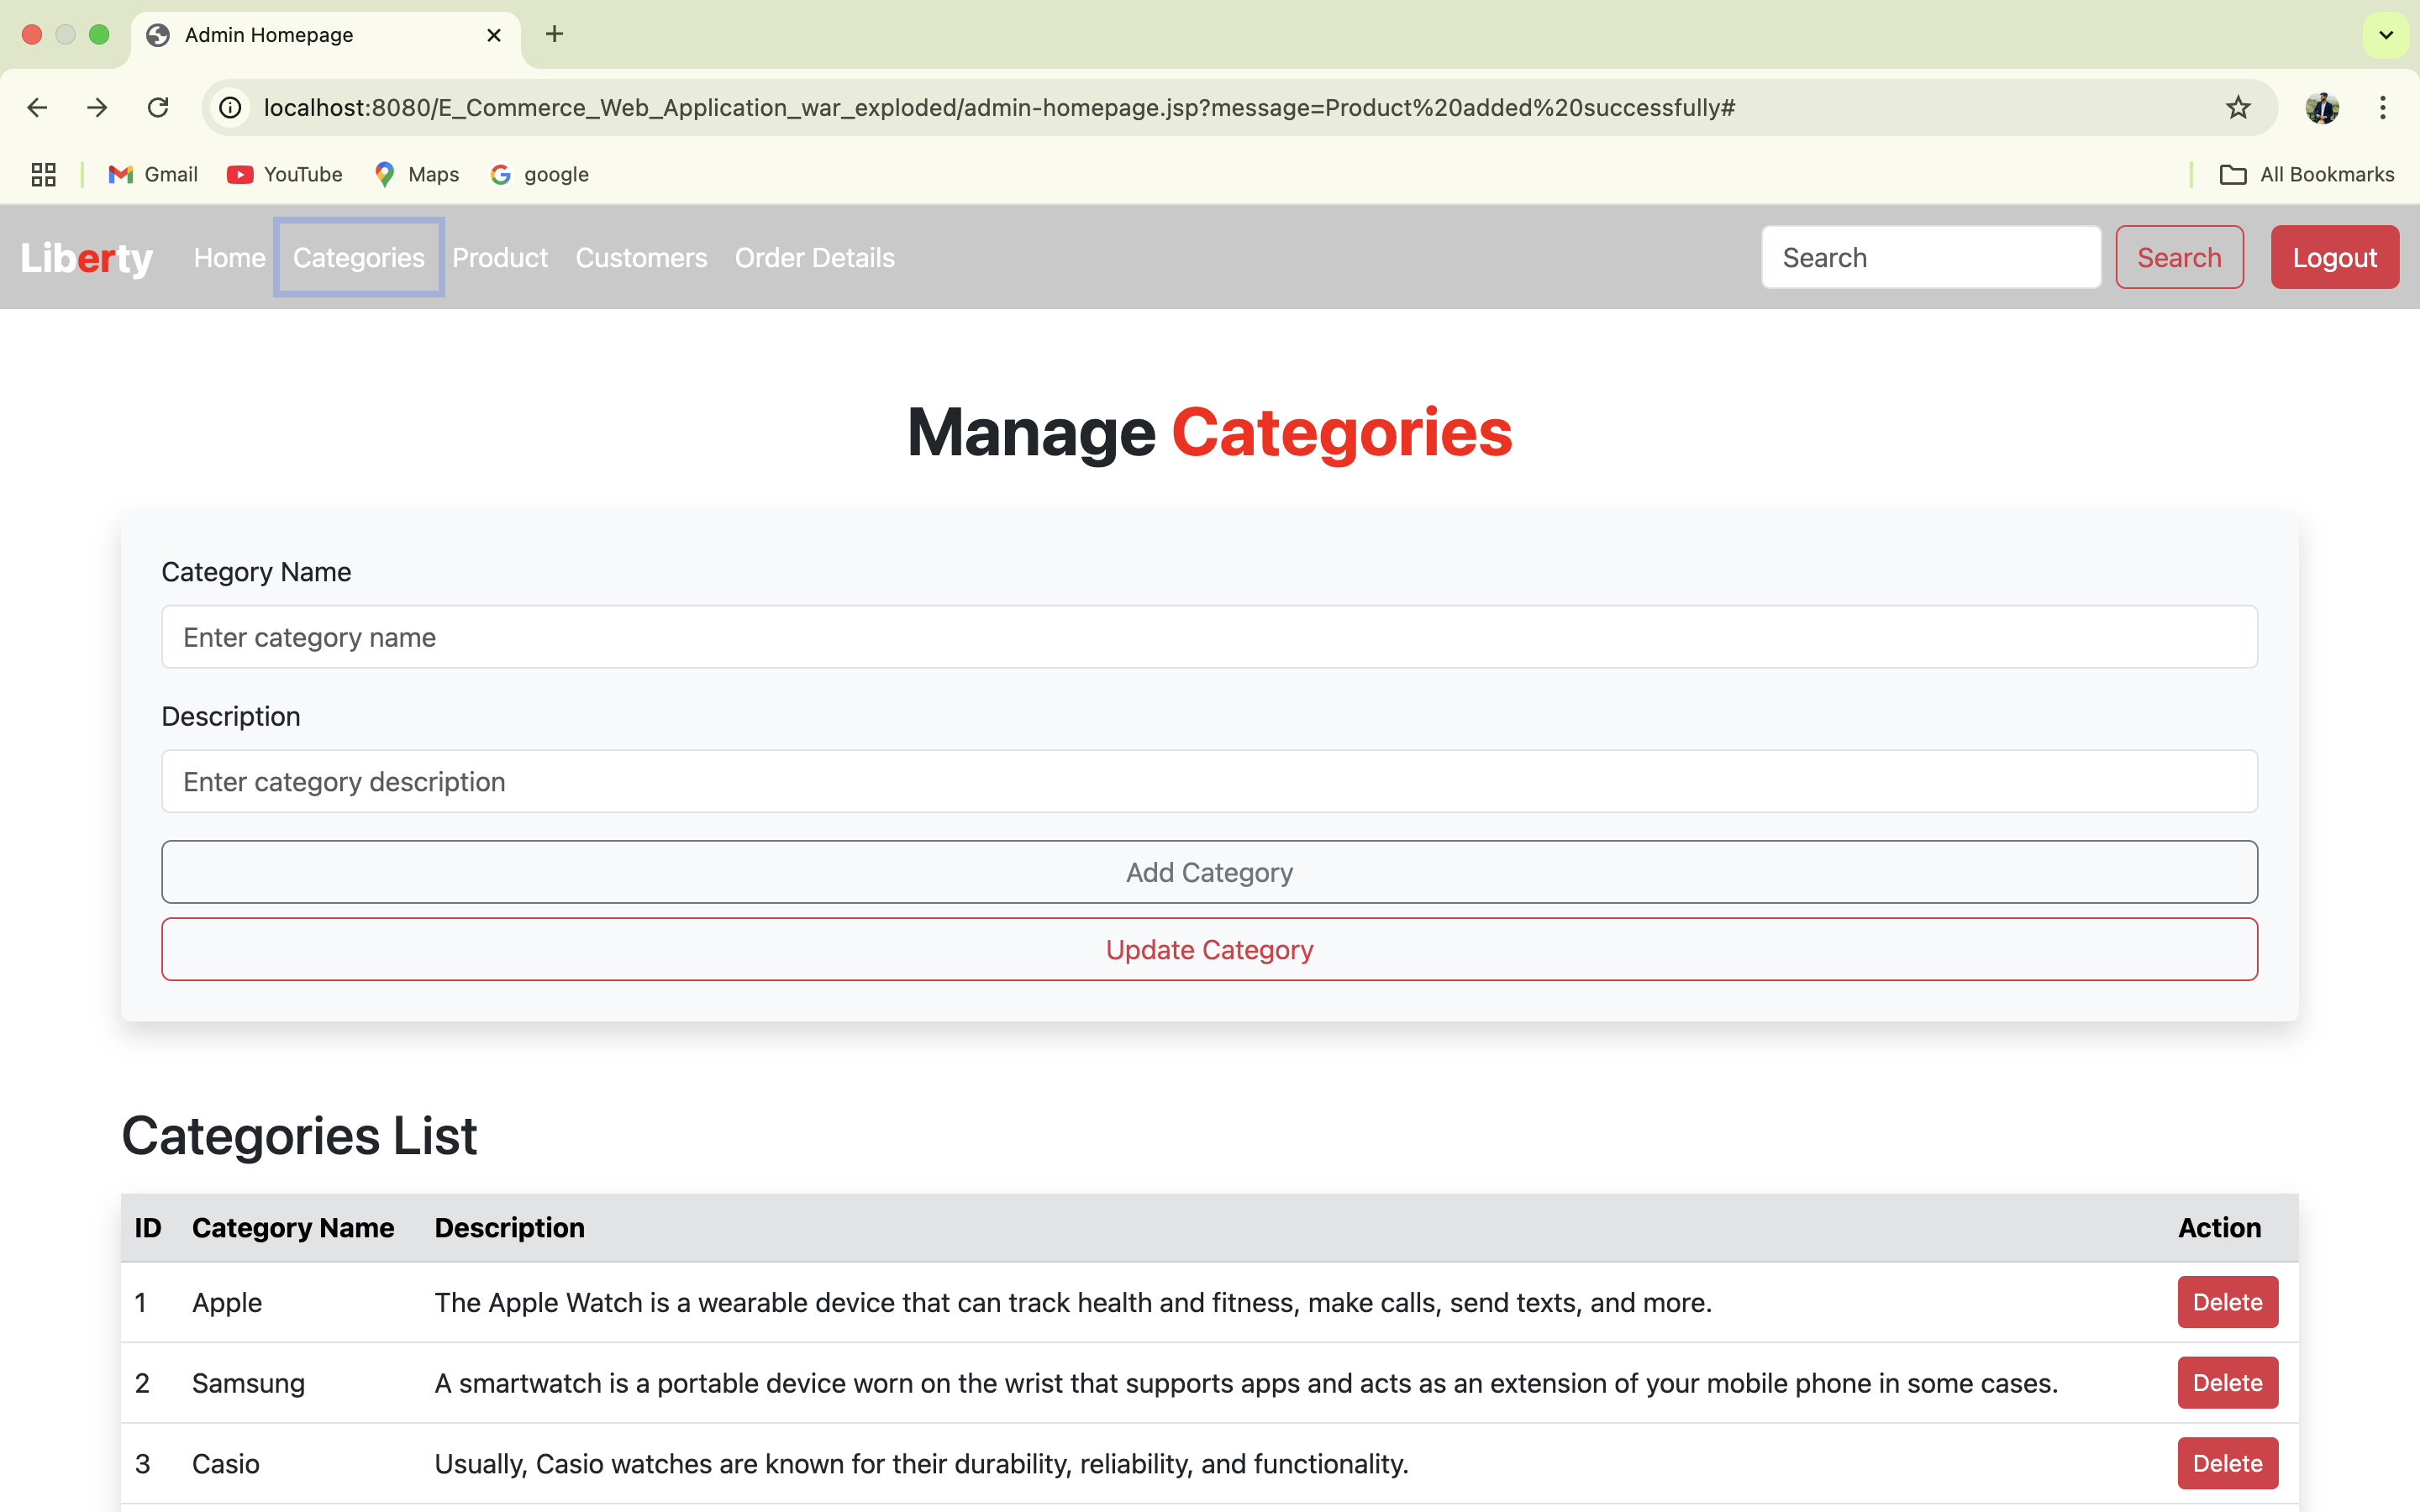 Admin Homepage
localhost:8080/E_Commerce_Web_Application_war_exploded/admin-homepage.jsp?message=Product%20added%20successfully#
Gmail YouTube Maps google All Bookmarks
Liberty Home Categories Product Customers Order Details Search Search Logout
Manage Categories
Category Name
Enter category name
Description
Enter category description
Add Category
Update Category
Categories List
ID Category Name Description Action
1 Apple The Apple Watch is a wearable device that can track health and fitness, make calls, send texts, and more. Delete
2 Samsung A smartwatch is a portable device worn on the wrist that supports apps and acts as an extension of your mobile phone in some cases. Delete
3 Casio Usually, Casio watches are known for their durability, reliability, and functionality. Delete